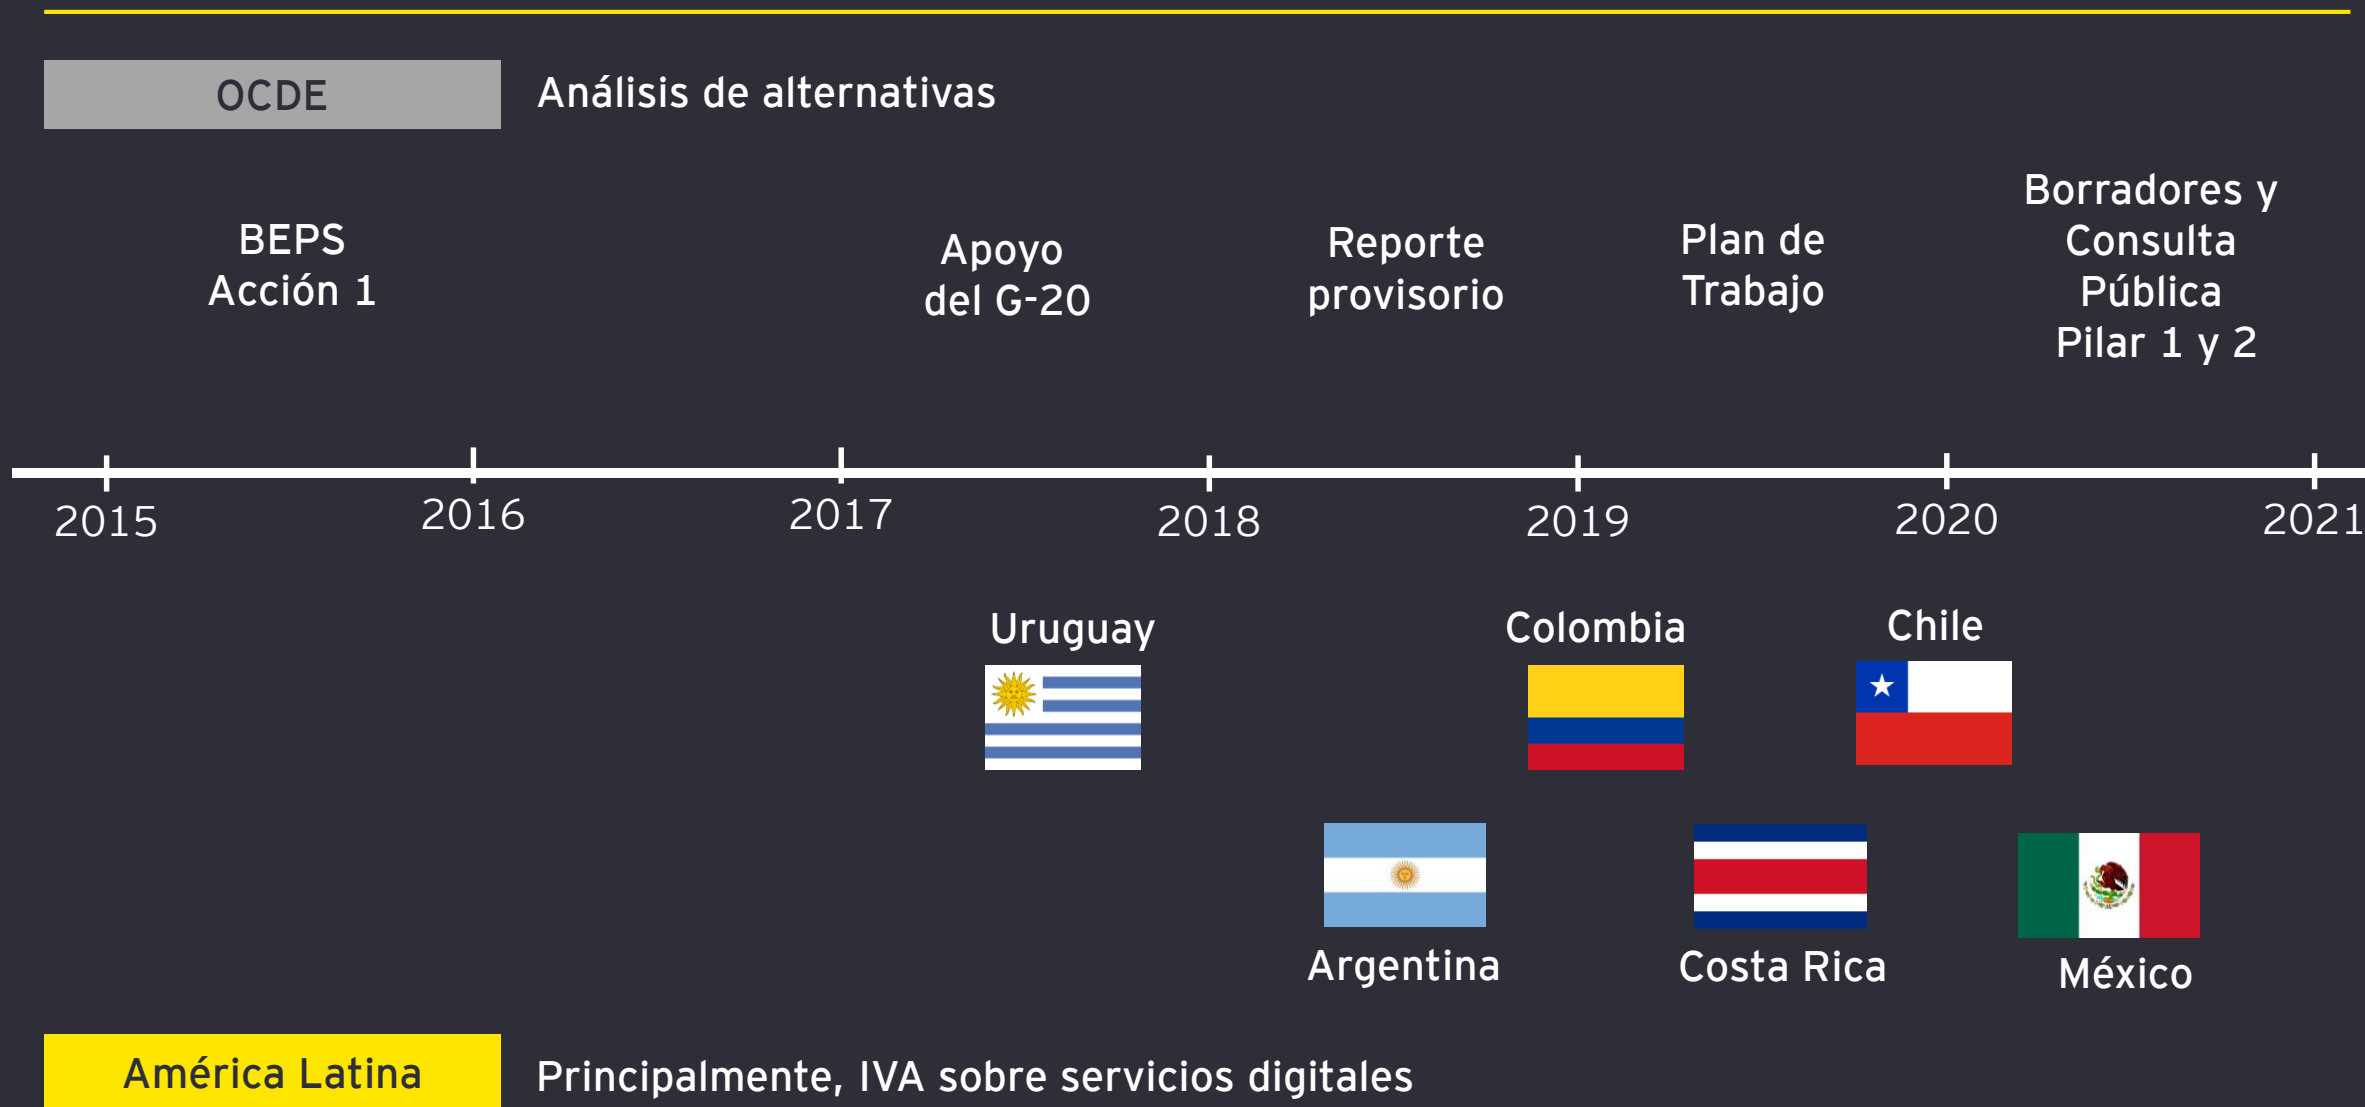 OCDE
Análisis de alternativas
BEPS
Acción 1
Apoyo
del G-20
Reporte
provisorio
Plan de
Trabajo
Borradores y
Consulta
Pública
Pilar 1 y 2
2015
2016
2017
2018
2019
2020
2021
Uruguay
Colombia
Chile
Argentina
Costa Rica
México
América Latina
Principalmente, IVA sobre servicios digitales